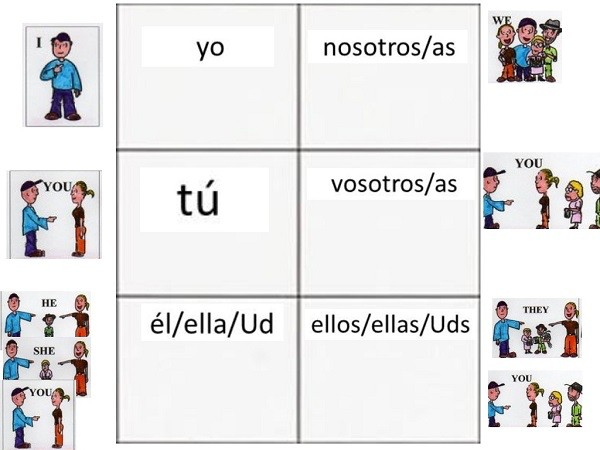 I
yo
nosotros/as
WE
YOU
tú
vosotros/as
YOU
HE
SHE
YOU
él/ella/Ud
ellos/ellas/Uds
THEY
YOU